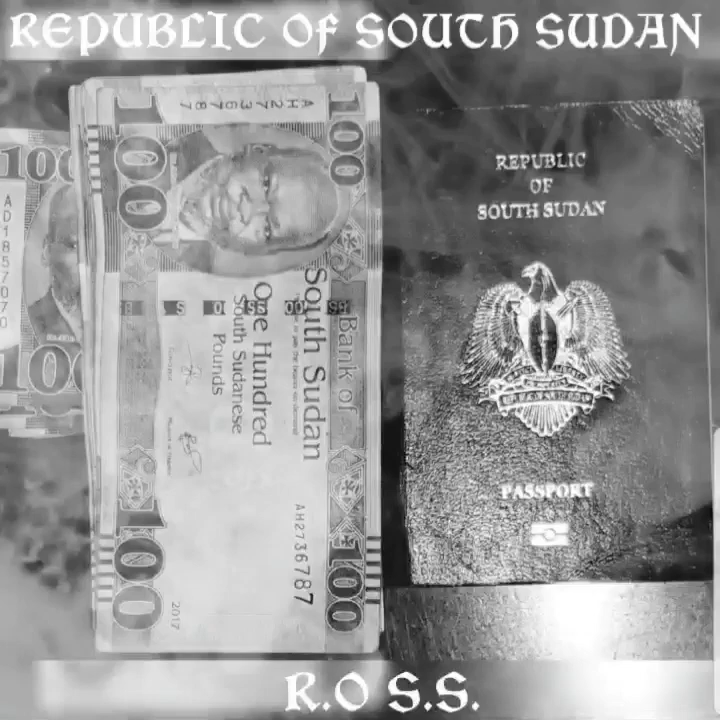 REPUBLIC OF SOUTH SUDAN
100
AD1857070
100
100
AH2736787
100
Bank of
South Sudan
One Hundred
South Sudanese
Pounds
AH2736787
100
2017
100
REPUBLIC
OF
SOUTH SUDAN
PASSPORT
R.O S.S.